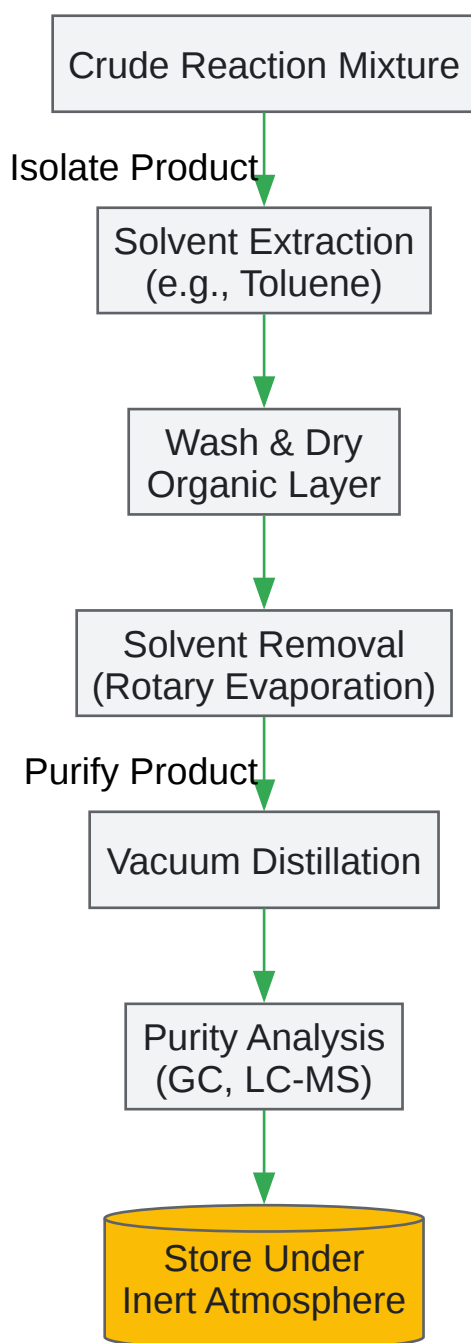 Crude Reaction Mixture
Isolate Product
Solvent Extraction
(e.g., Toluene)
Wash & Dry
Organic Layer
Solvent Removal
(Rotary Evaporation)
Purify Product
Vacuum Distillation
Purity Analysis
(GC, LC-MS)
Store Under
Inert Atmosphere